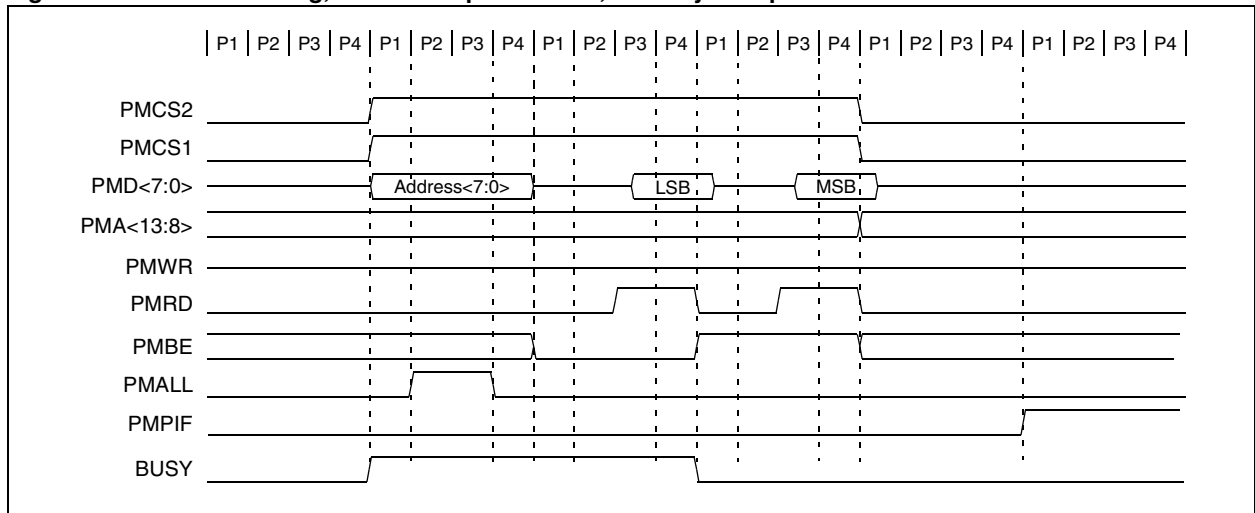 P1 P2 P3 P4 P1 P2 P3 P4 P1 P2 P3 P4 P1 P2 P3 P4 P1 P2 P3 P4 P1 P2 P3 P4
PMCS2
PMCS1
PMD<7:0> Address<7:0> LSB MSB
PMA<13:8>
PMWR
PMRD
PMBE
PMALL
PMPIF
BUSY